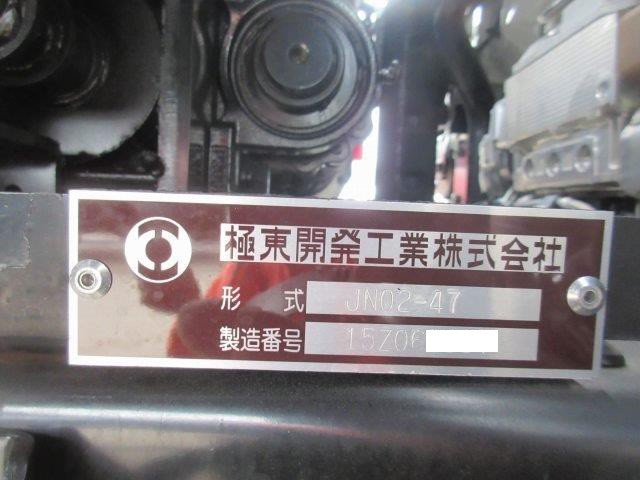 極東開発工業株式会社
形 式 JN02-47
製造番号 15Z06